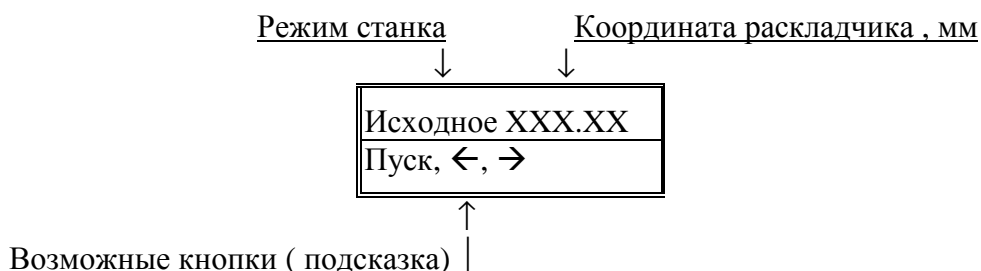 Режим станка Координата раскладчика , мм
↓ ↓
Исходное XXX.XX
Пуск, ←, →
↑
Возможные кнопки ( подсказка)